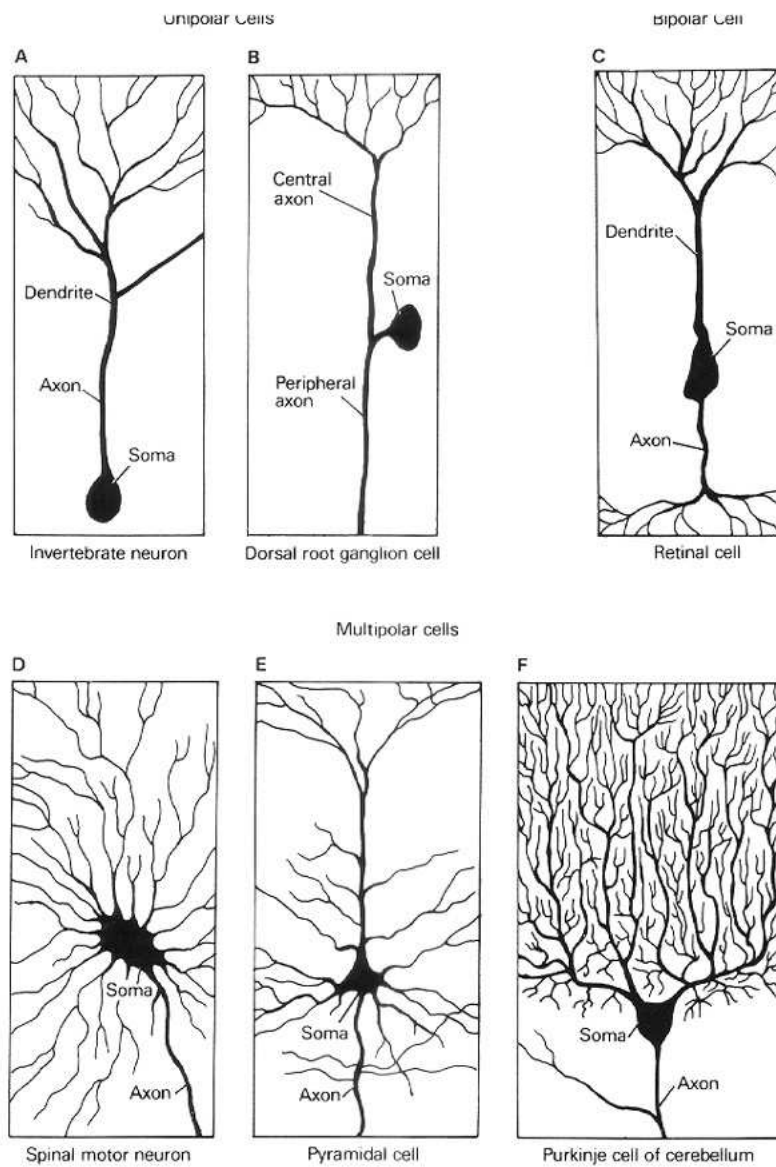 Unipolar Cells
Bipolar Cell
A
B
C
Central
axon
Dendrite
Soma
Dendrite
Soma
Axon
Peripheral
axon
Soma
Axon
Invertebrate neuron
Dorsal root ganglion cell
Retinal cell
Multipolar cells
D
E
F
Soma
Soma
Soma
Axon
Axon
Axon
Spinal motor neuron
Pyramidal cell
Purkinje cell of cerebellum